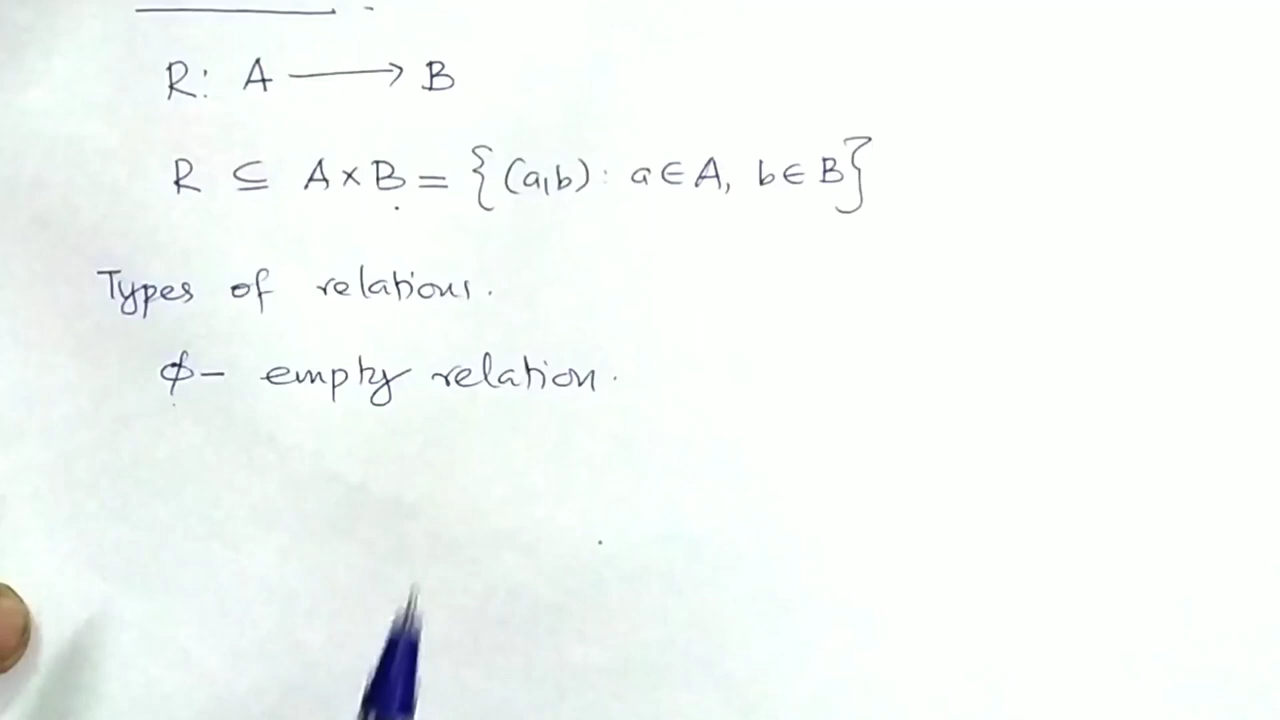 R: A ⟶ B
R ⊆ A × B = {(a,b) : a ∈ A, b ∈ B}
Types of relations.
ϕ - empty relation.